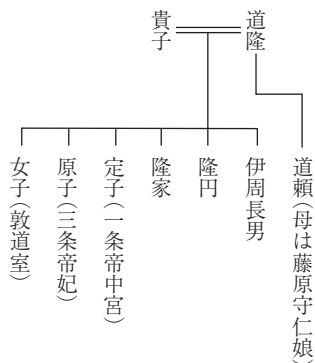 道隆
貴子
道頼(母は藤原守仁娘)
伊周長男
隆円
隆家
定子(一条帝中宮)
原子(三条帝妃)
女子(敦道室)